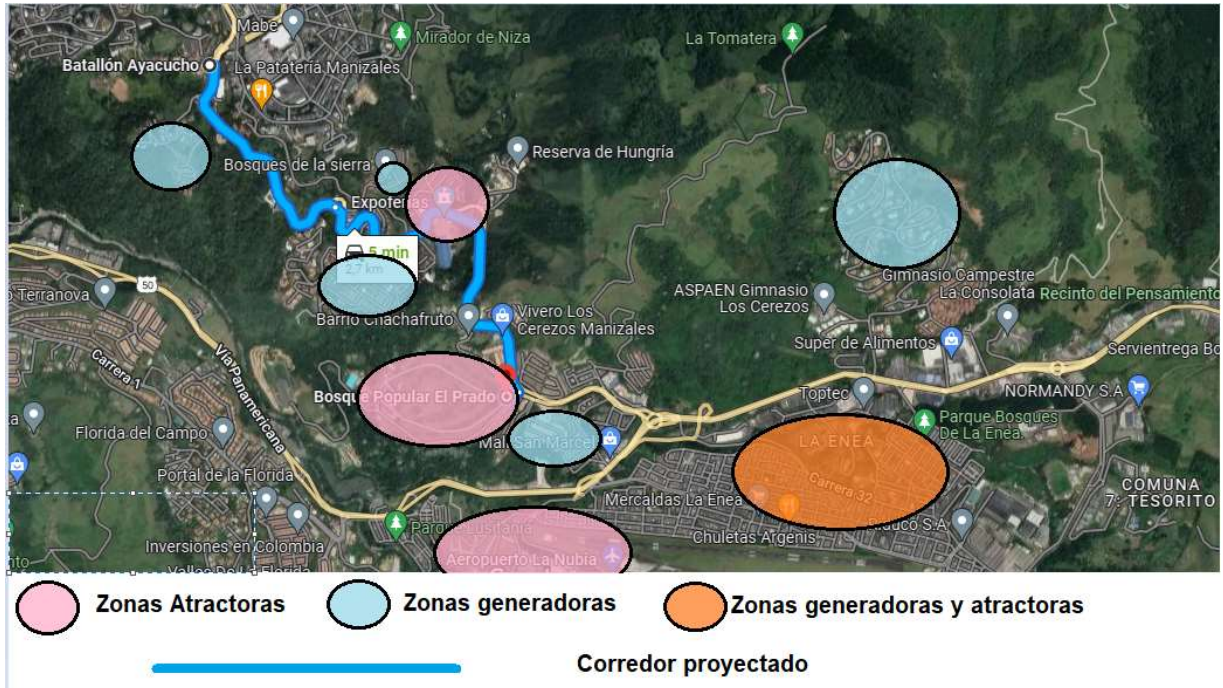 Mabe
Mirador de Niza
La Tomatera
Batallón Ayacucho
La Patatería Manizales
Bosques de la sierra
Reserva de Hungría
Expoferias
5 min
2,7 km
50
Terranova
Gimnasio Campestre
La Consolata
Recinto del Pensamiento
ASPAEN Gimnasio
Los Cerezos
Barrio Chachafruto
Vivero Los
Cerezos Manizales
Super de Alimentos
Servientrega Bo
Carrera 1
Vía Panamericana
Bosque Popular El Prado
Toptec
NORMANDY S.A
Parque Bosques
De La Enea
Florida del Campo
Mall San Marcel
LA ENEA
Carrera 32
Portal de la Florida
Mercaldas La Enea
COMUNA
7: TESORITO
Chuletas Argenis
Inversiones en Colombia
Aeropuerto La Nubia
Zonas Atractoras
Zonas generadoras
Zonas generadoras y atractoras
Corredor proyectado